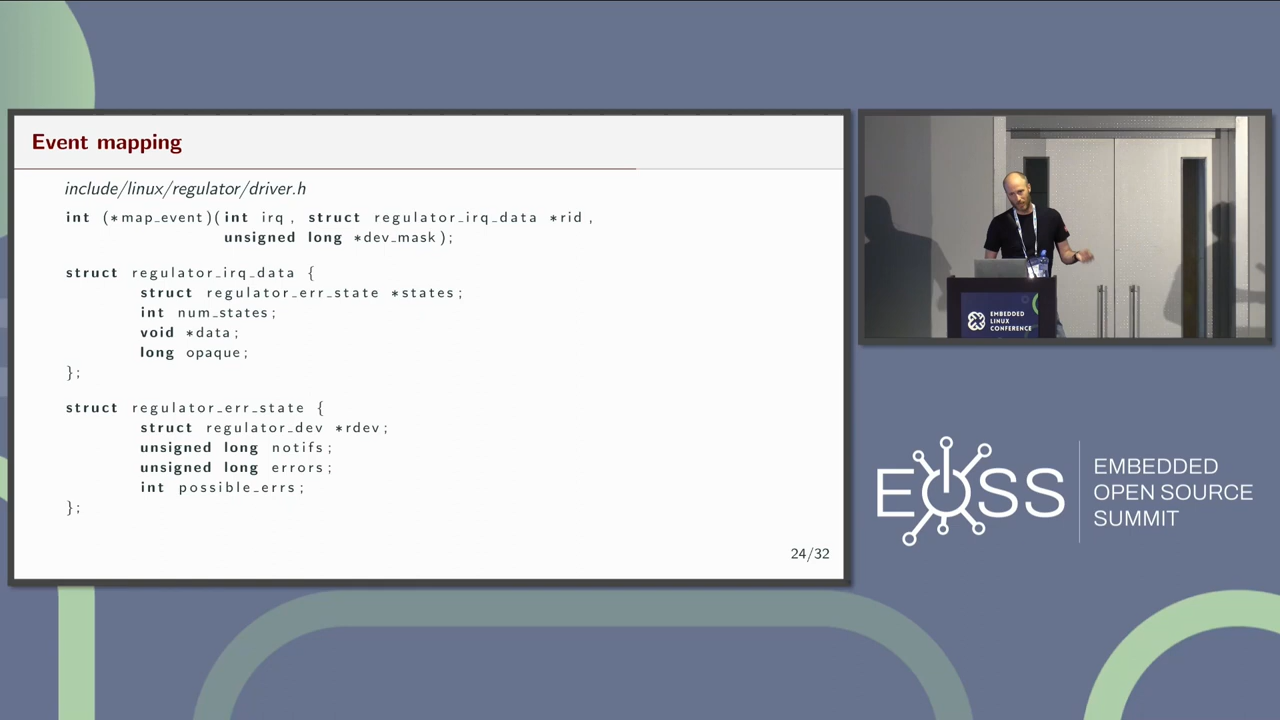 Event mapping
include/linux/regulator/driver.h
int (*map_event)(int irq, struct regulator_irq_data *rid,
unsigned long *dev_mask);
struct regulator_irq_data {
struct regulator_err_state *states;
int num_states;
void *data;
long opaque;
};
struct regulator_err_state {
struct regulator_dev *rdev;
unsigned long notifs;
unsigned long errors;
int possible_errs;
};
24/32
EMBEDDED
LINUX
CONFERENCE
EOSS
EMBEDDED
OPEN SOURCE
SUMMIT